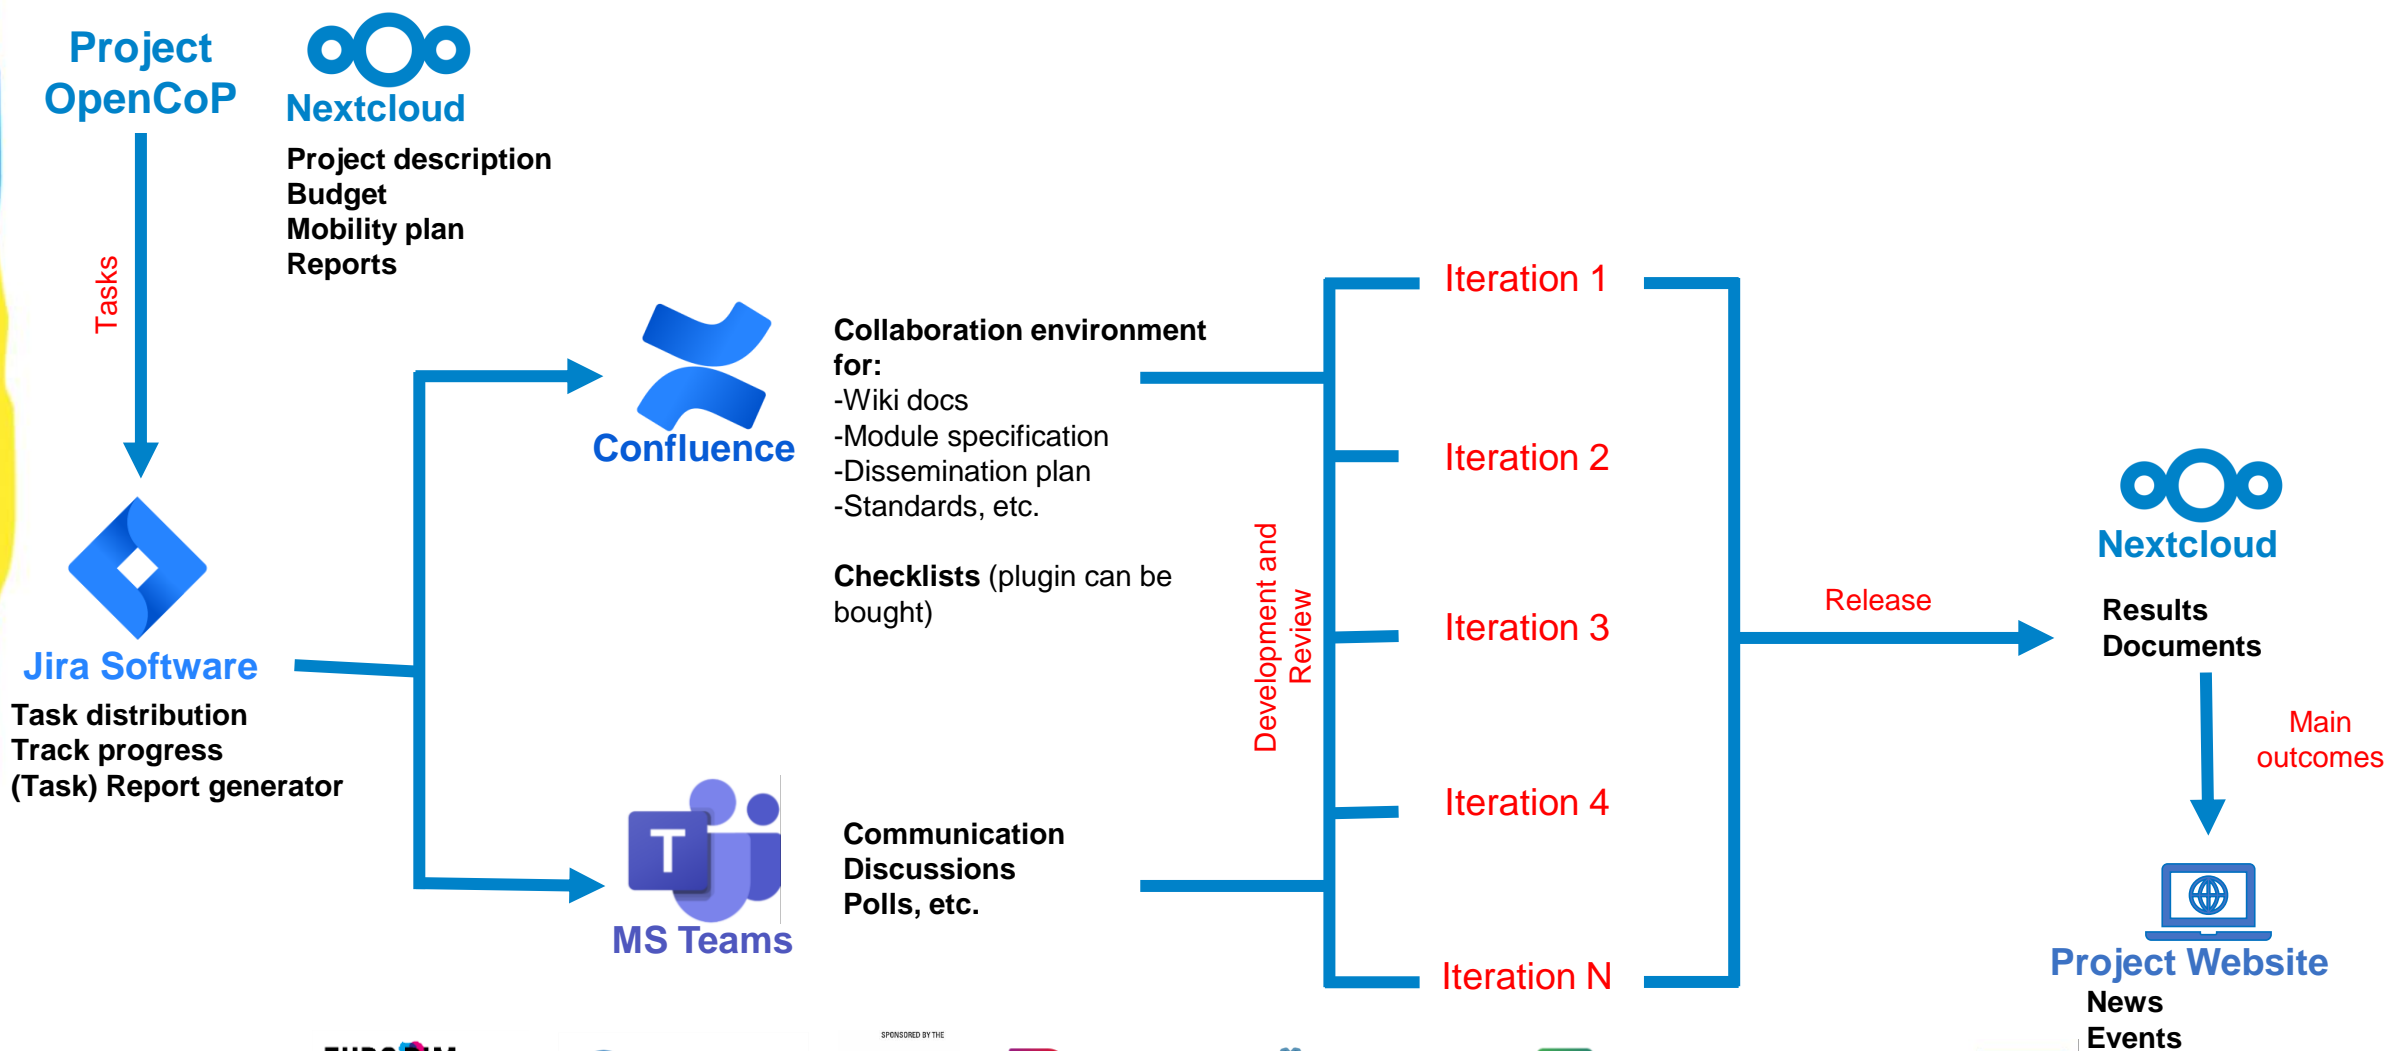 Project
OpenCoP
Nextcloud
Project description
Budget
Mobility plan
Reports
Tasks
Jira Software
Task distribution
Track progress
(Task) Report generator
Confluence
Collaboration environment
for:
-Wiki docs
-Module specification
-Dissemination plan
-Standards, etc.
Checklists (plugin can be
bought)
T
MS Teams
Communication
Discussions
Polls, etc.
Development and
Review
Iteration 1
Iteration 2
Iteration 3
Iteration 4
Iteration N
Release
Nextcloud
Results
Documents
Main
outcomes
Project Website
News
Events
SPONSORED BY THE